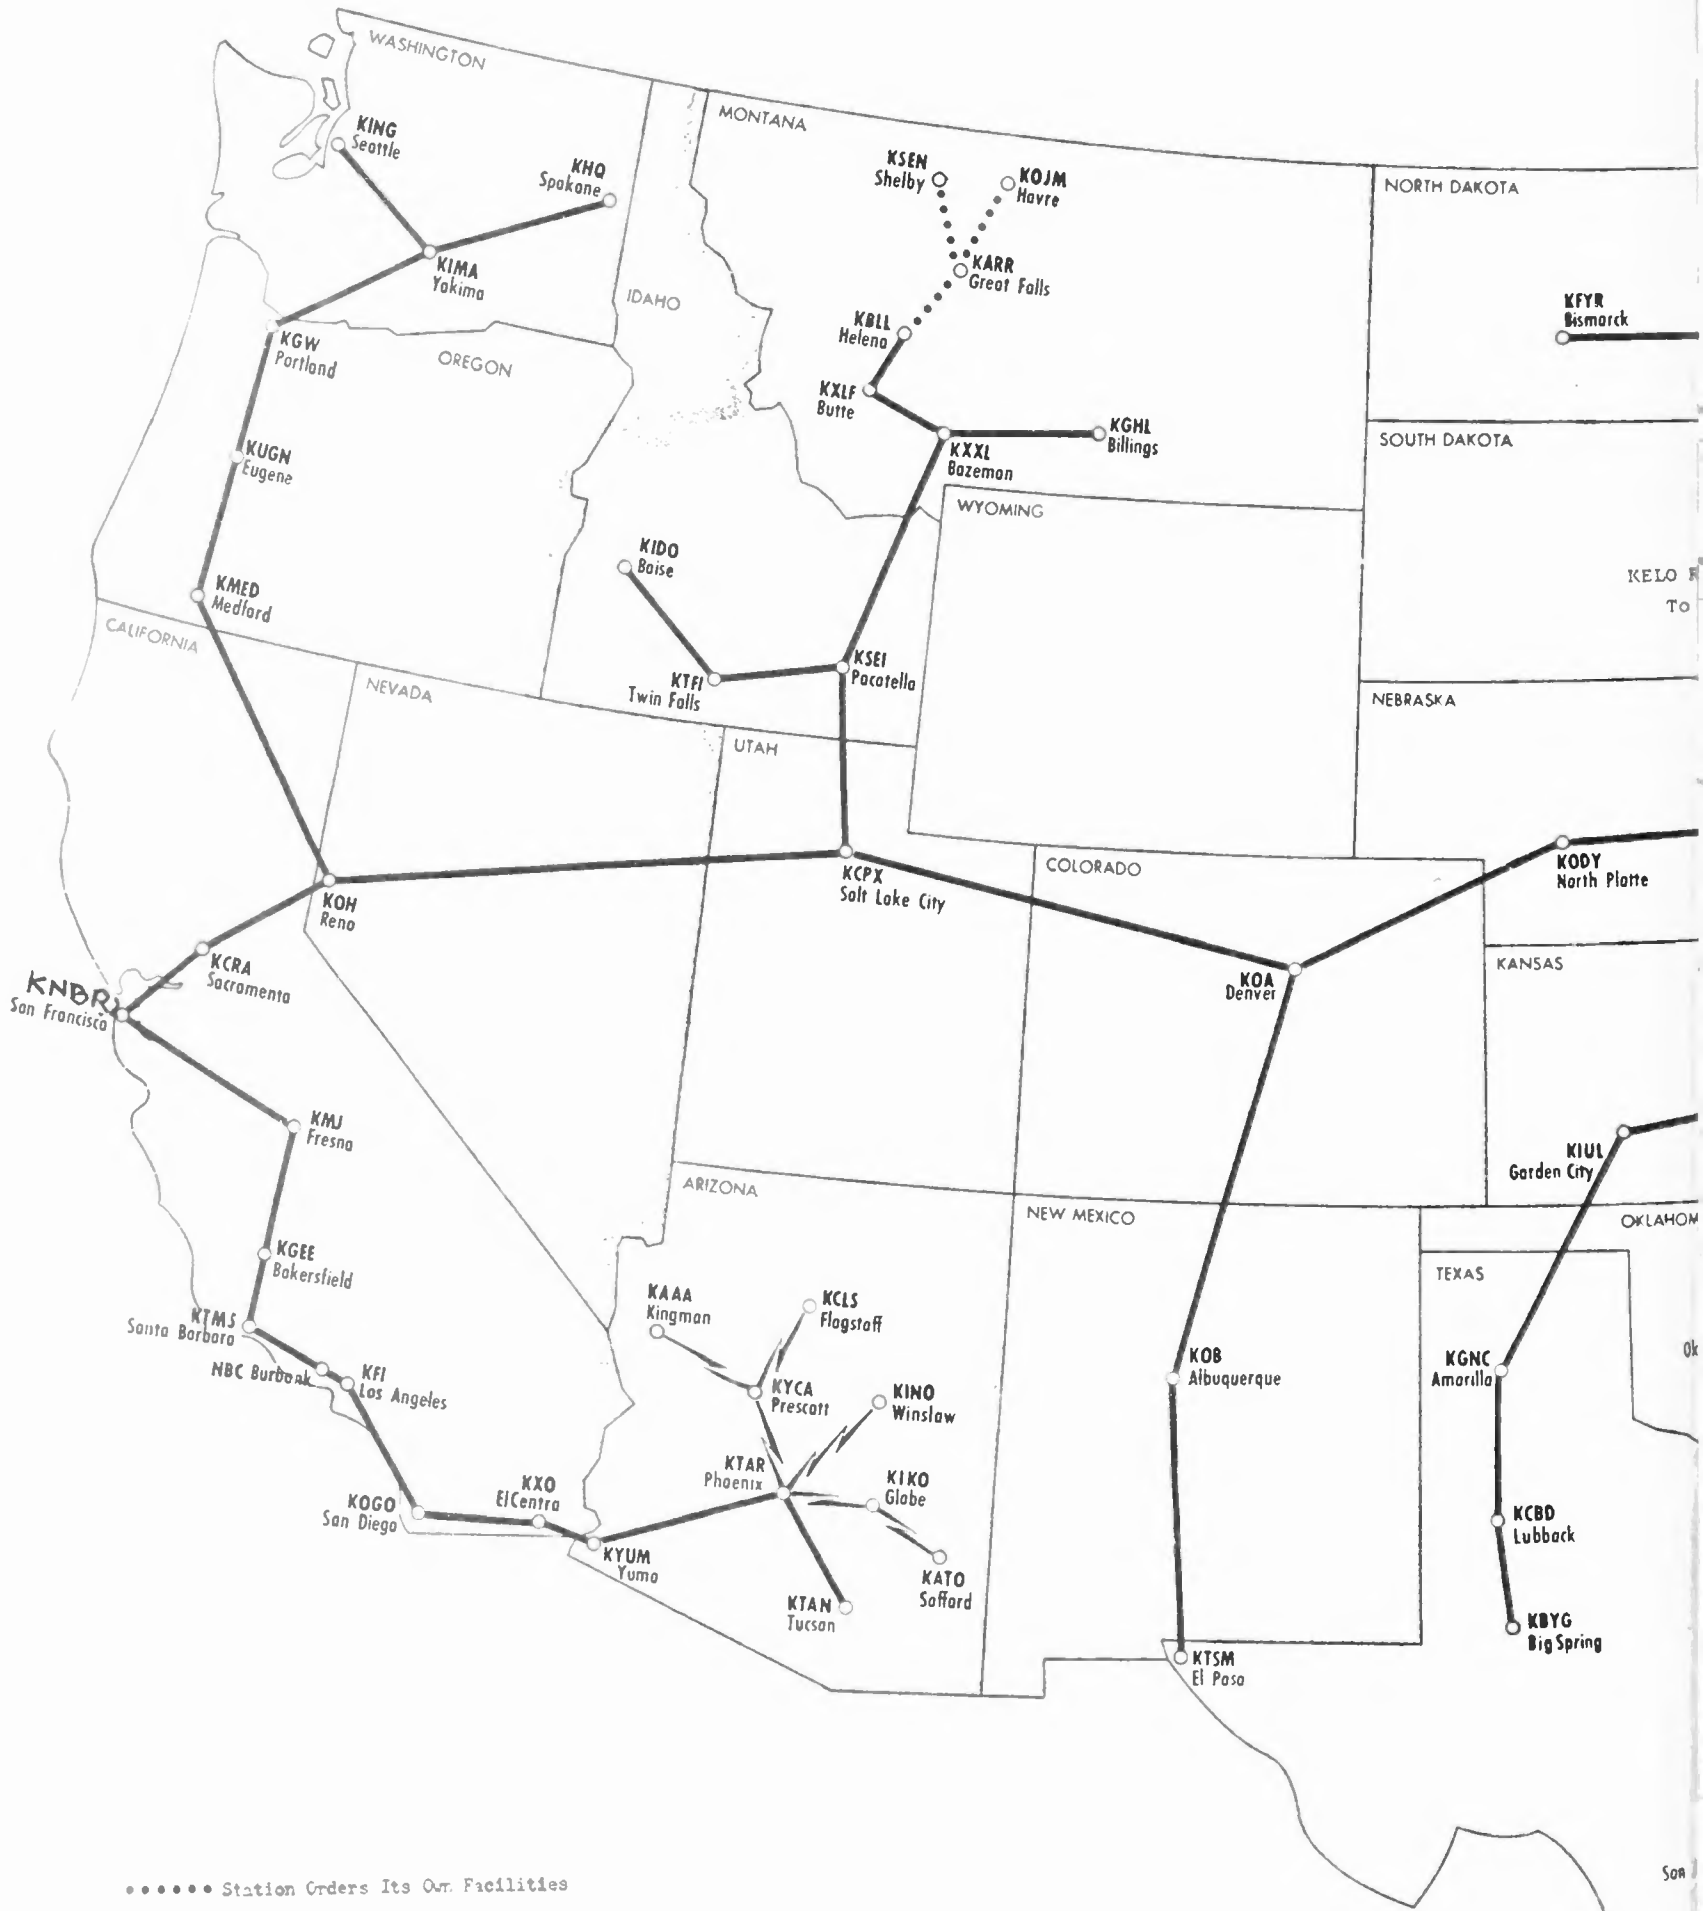 WASHINGTON
KING
Seattle
KHQ
Spokane
KIMA
Yakima
KGW
Portland
OREGON
IDAHO
KUGN
Eugene
KMED
Medford
MONTANA
KSEN
Shelby
KOJM
Havre
KARR
Great Falls
KBLL
Helena
KXLF
Butte
KXXL
Bozeman
KGHL
Billings
NORTH DAKOTA
KFYR
Bismarck
SOUTH DAKOTA
WYOMING
KELO
To
KIDO
Boise
KTFI
Twin Falls
KSEI
Pocatello
CALIFORNIA
NEVADA
UTAH
NEBRASKA
KOH
Reno
KCPX
Salt Lake City
COLORADO
KODY
North Platte
KCRA
Sacramento
KNBR
San Francisco
KOA
Denver
KANSAS
KMJ
Fresno
KIUL
Garden City
ARIZONA
NEW MEXICO
OKLAHOM
TEXAS
KGEE
Bakersfield
KTMS
Santa Barbara
NBC Burbank
KFI
Los Angeles
KAAA
Kingman
KCLS
Flagstaff
KYCA
Prescott
KINO
Winslow
KTAR
Phoenix
KIKO
Globe
KATO
Safford
KTAN
Tucson
KOGO
San Diego
KXO
El Centro
KYUM
Yuma
KOB
Albuquerque
KTSM
El Paso
KGNC
Amarillo
Ok
KCBD
Lubbock
KBYG
Big Spring
San
•••••• Station Orders Its Own Facilities